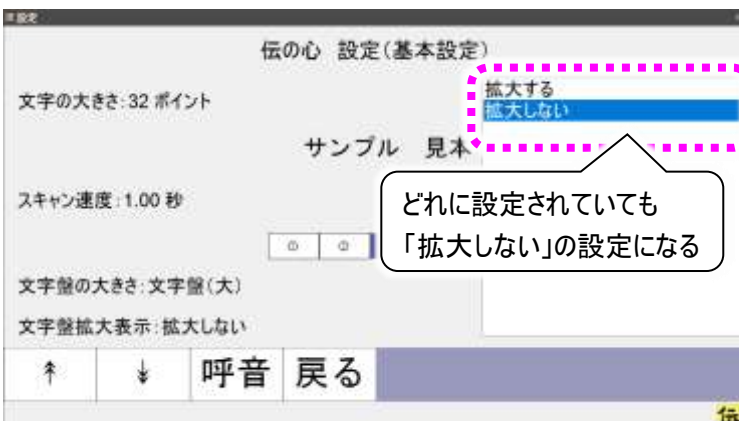 設定
伝の心 設定(基本設定)
文字の大きさ:32 ポイント
拡大する
拡大しない
サンプル 見本
スキャン速度:1.00 秒
どれに設定されていても
「拡大しない」の設定になる
文字盤の大きさ:文字盤(大)
文字盤拡大表示:拡大しない
↟ ↡ 呼音 戻る
伝